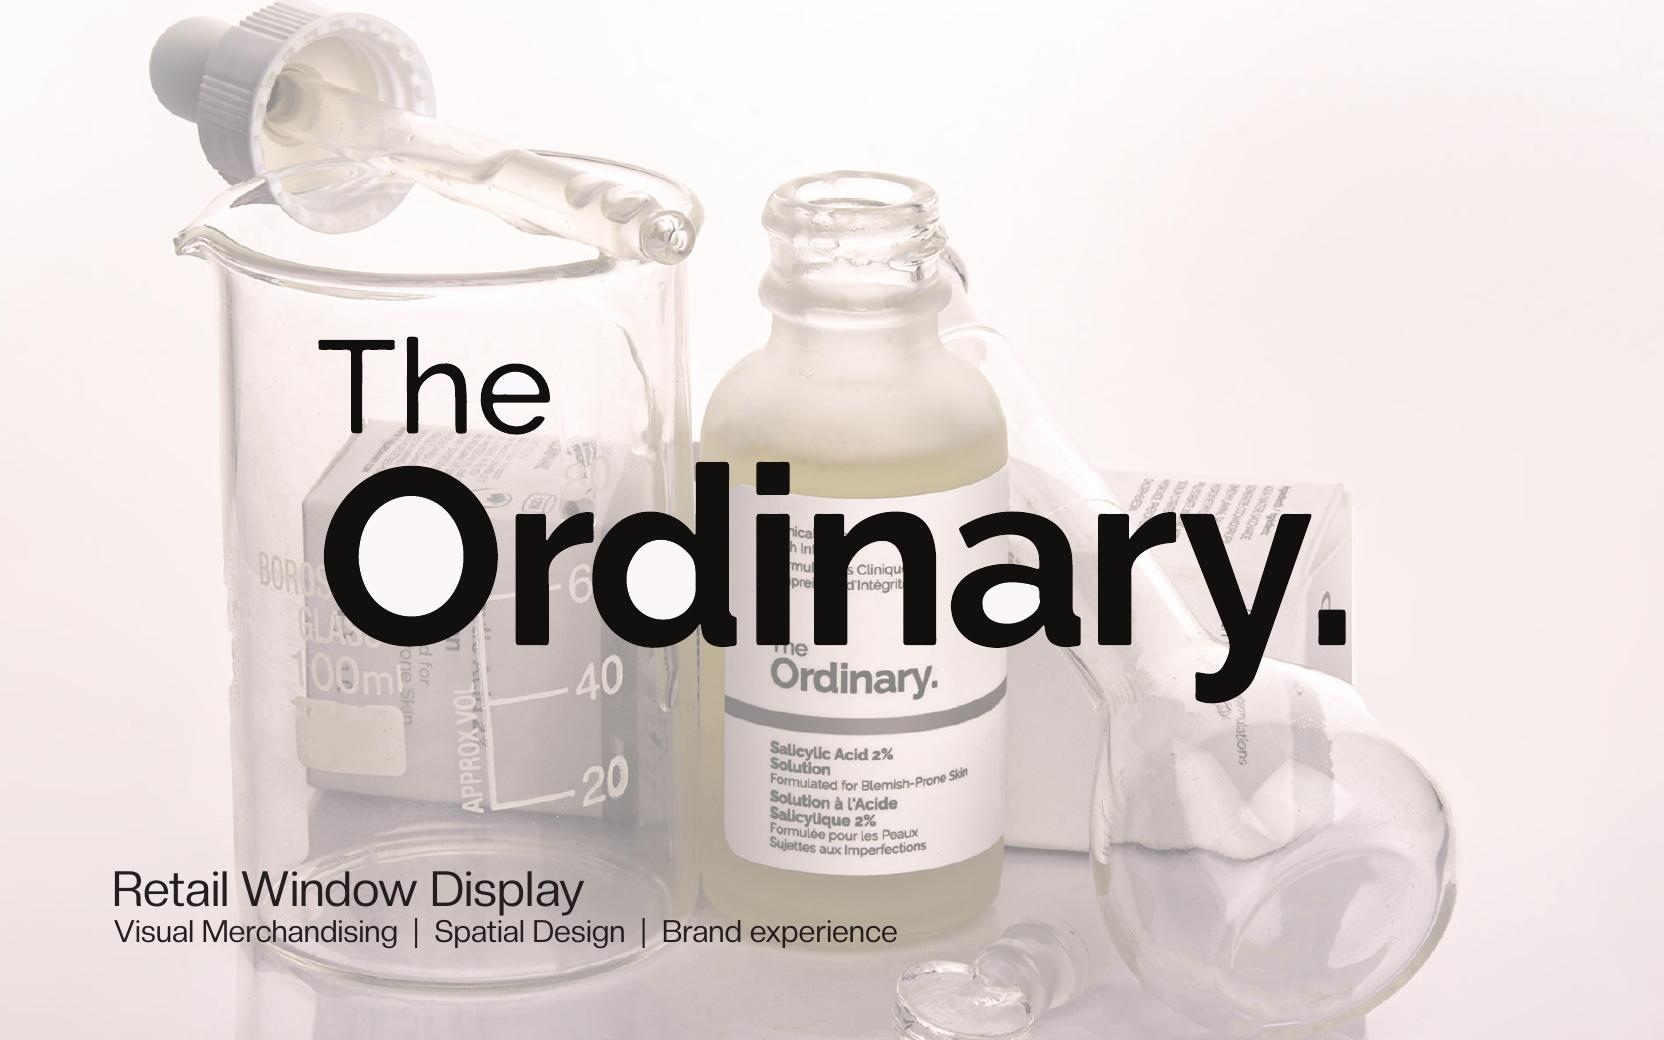 The
Ordinary.
BOROS
GLAS
100ml
60
40
20
APPROX.VOL
s Clinique
d'Intégrit
The
Ordinary.
Salicylic Acid 2%
Solution
Formulated for Blemish-Prone Skin
Solution à l'Acide
Salicylique 2%
Formulée pour les Peaux
Sujettes aux Imperfections
Retail Window Display
Visual Merchandising | Spatial Design | Brand experience